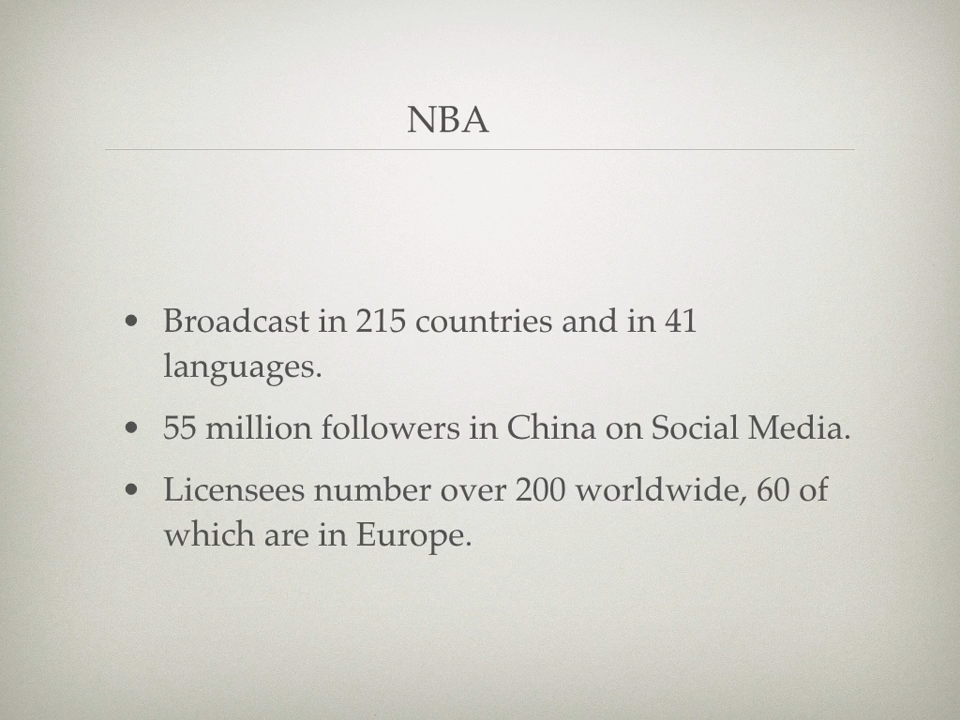 NBA
• Broadcast in 215 countries and in 41
languages.
• 55 million followers in China on Social Media.
• Licensees number over 200 worldwide, 60 of
which are in Europe.